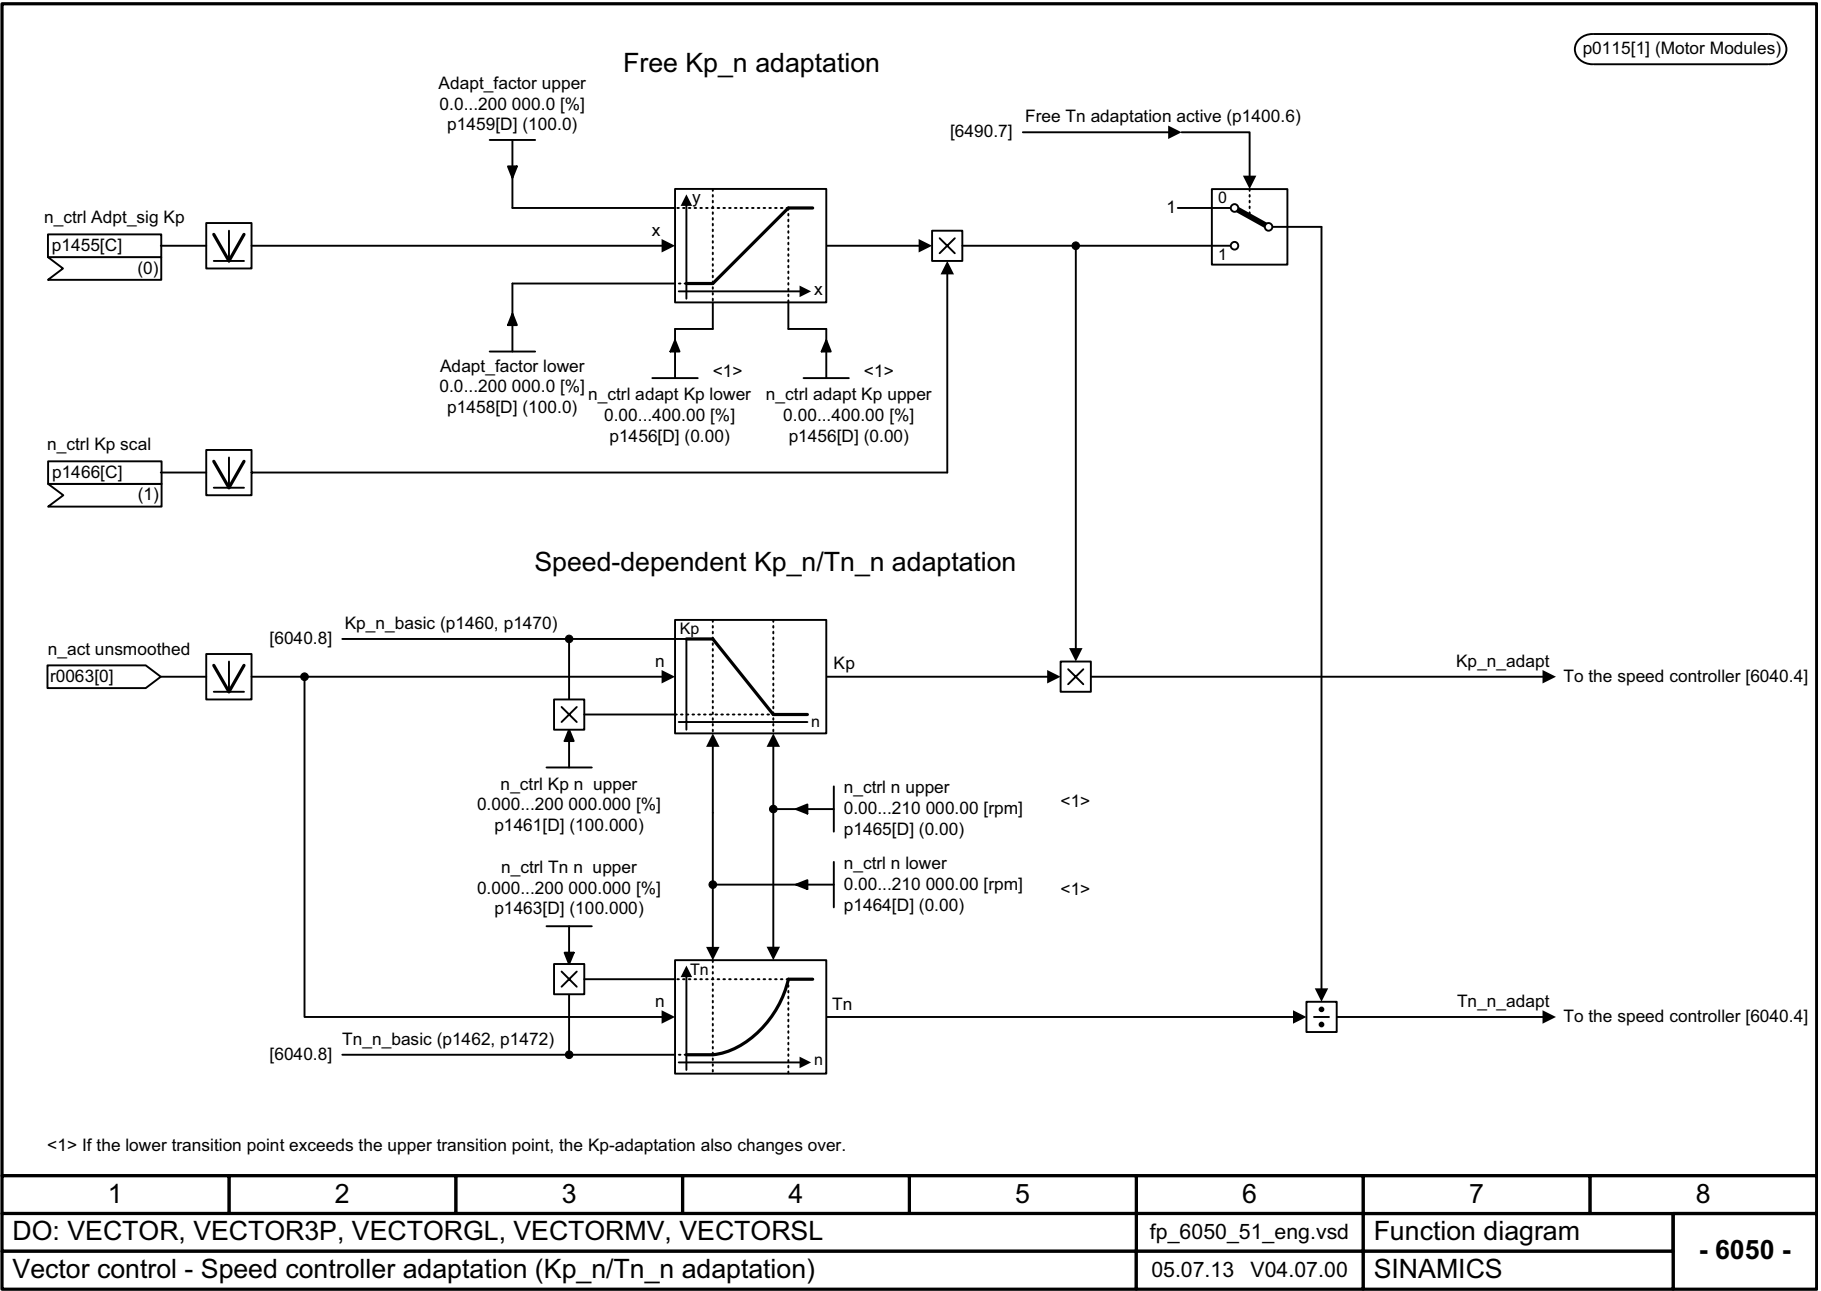 p0115[1] (Motor Modules)
Free Kp_n adaptation
Adapt_factor upper
0.0...200 000.0 [%]
p1459[D] (100.0)
Free Tn adaptation active (p1400.6)
[6490.7]
n_ctrl Adpt_sig Kp
p1455[C]
(0)
x
y
x
1
0
1
Adapt_factor lower
0.0...200 000.0 [%]
p1458[D] (100.0)
<1>
n_ctrl adapt Kp lower
0.00...400.00 [%]
p1456[D] (0.00)
<1>
n_ctrl adapt Kp upper
0.00...400.00 [%]
p1456[D] (0.00)
n_ctrl Kp scal
p1466[C]
(1)
Speed-dependent Kp_n/Tn_n adaptation
[6040.8]
Kp_n_basic (p1460, p1470)
n_act unsmoothed
r0063[0]
n
Kp
n
Kp
Kp_n_adapt
To the speed controller [6040.4]
n_ctrl Kp n upper
0.000...200 000.000 [%]
p1461[D] (100.000)
n_ctrl n upper
0.00...210 000.00 [rpm]
p1465[D] (0.00)
<1>
n_ctrl Tn n upper
0.000...200 000.000 [%]
p1463[D] (100.000)
n_ctrl n lower
0.00...210 000.00 [rpm]
p1464[D] (0.00)
<1>
n
Tn
n
Tn
Tn_n_adapt
To the speed controller [6040.4]
[6040.8]
Tn_n_basic (p1462, p1472)
<1> If the lower transition point exceeds the upper transition point, the Kp-adaptation also changes over.
1 2 3 4 5 6 7 8
DO: VECTOR, VECTOR3P, VECTORGL, VECTORMV, VECTORSL
fp_6050_51_eng.vsd
Function diagram
- 6050 -
Vector control - Speed controller adaptation (Kp_n/Tn_n adaptation)
05.07.13 V04.07.00
SINAMICS